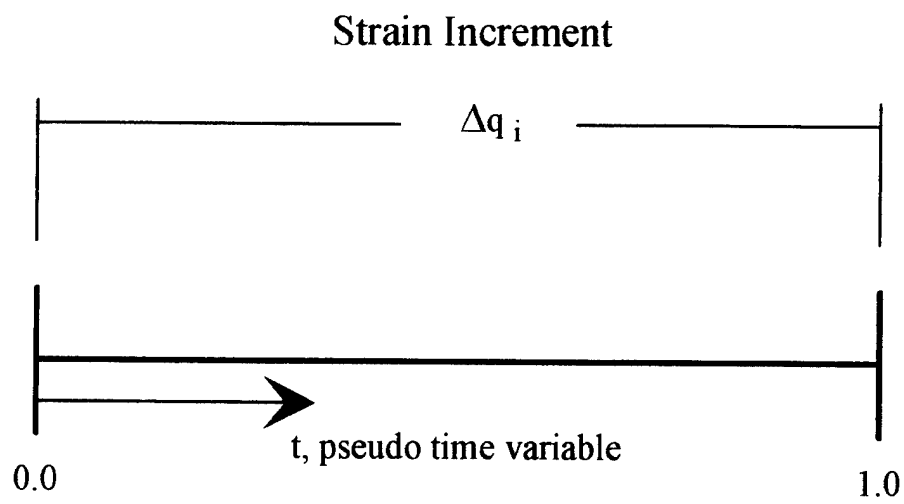 Strain Increment
Δq i
t, pseudo time variable
0.0
1.0